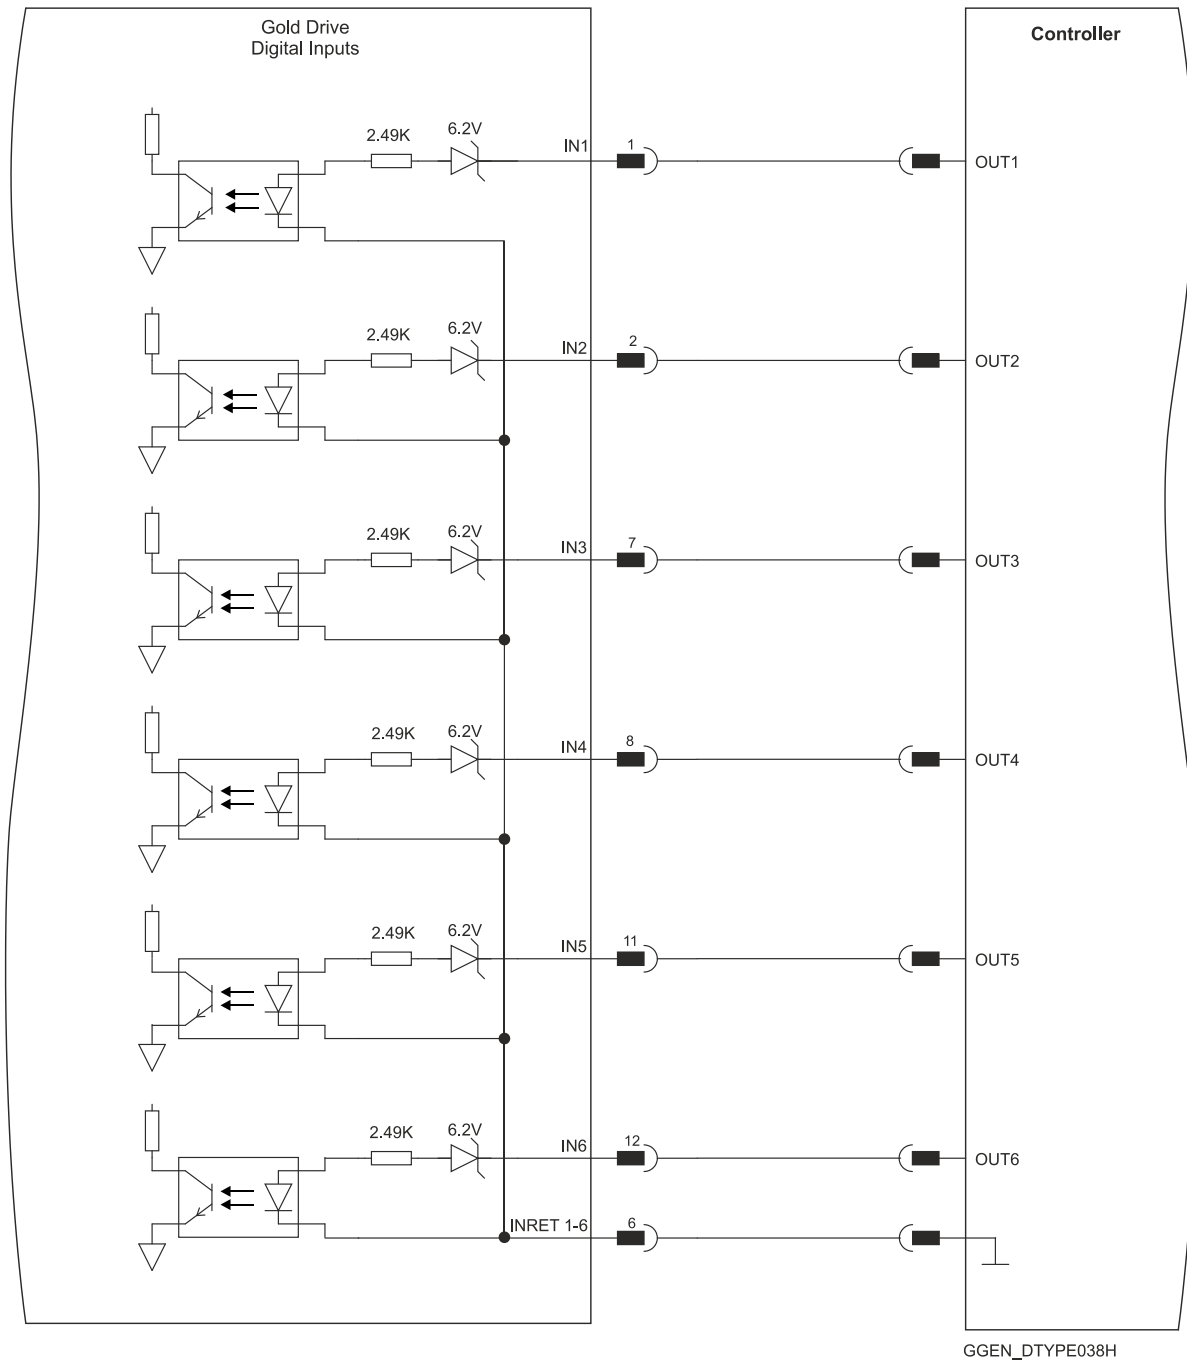 Gold Drive
Digital Inputs
Controller
2.49K
6.2V
IN1
1
OUT1
2.49K
6.2V
IN2
2
OUT2
2.49K
6.2V
IN3
7
OUT3
2.49K
6.2V
IN4
8
OUT4
2.49K
6.2V
IN5
11
OUT5
2.49K
6.2V
IN6
12
OUT6
INRET 1-6
6
GGEN_DTYPE038H